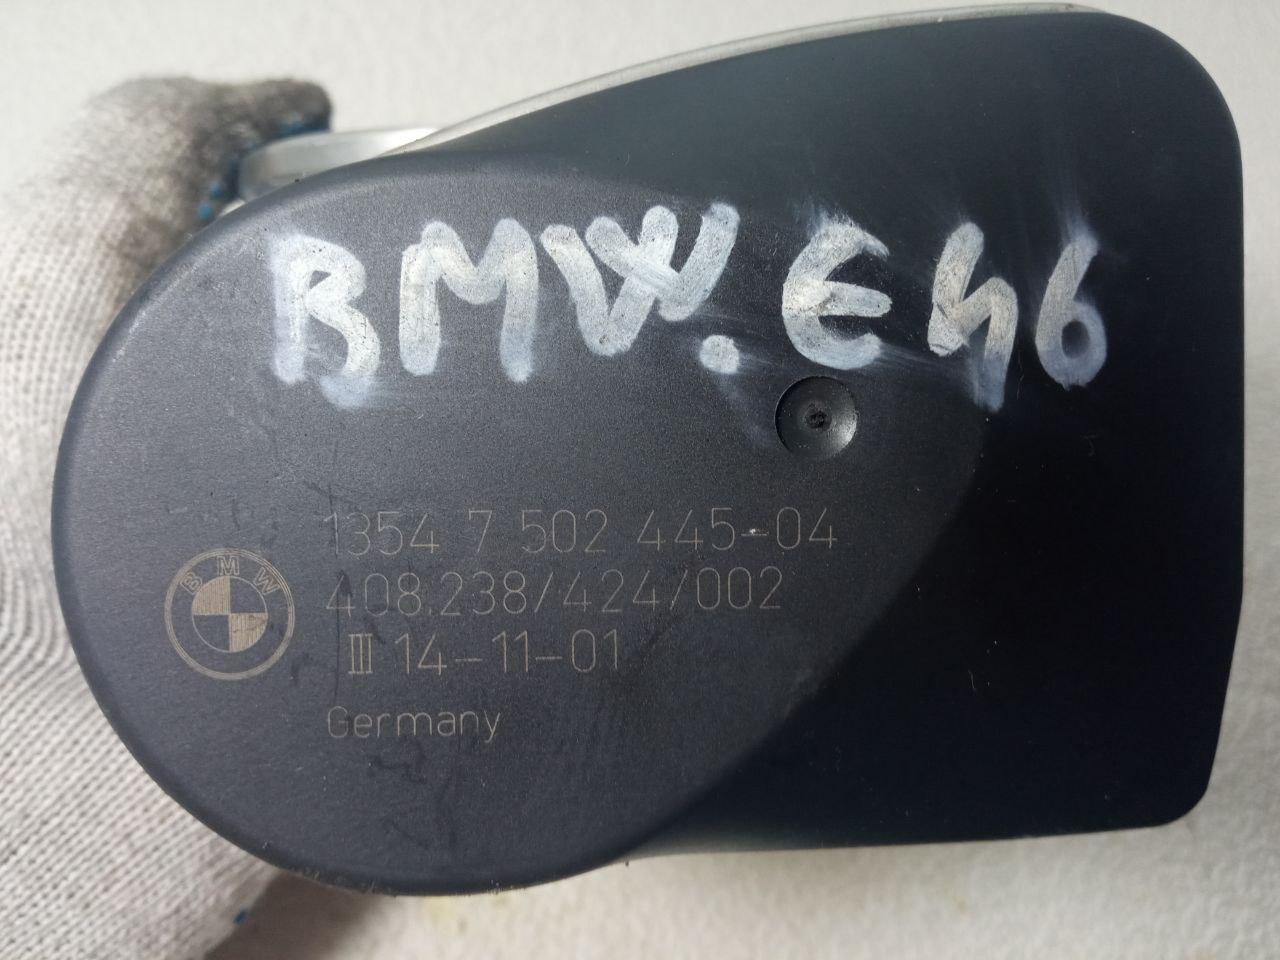 BMW. E46
1354 7 502 445-04
408.238/424/002
III 14-11-01
BMW
Germany